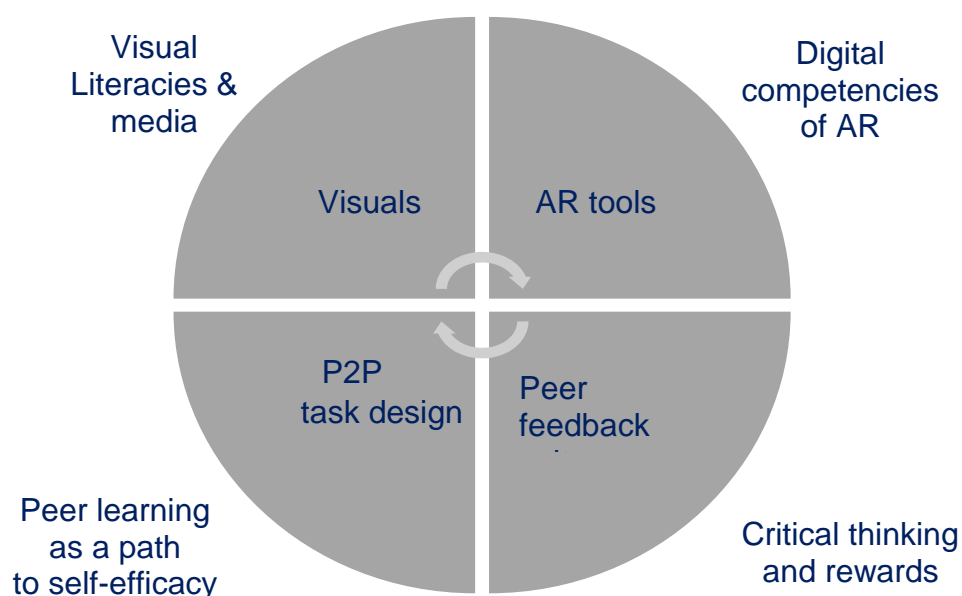 Visual
Literacies &
media
Digital
competencies
of AR
Visuals
AR tools
P2P
task design
Peer
feedback
Peer learning
as a path
to self-efficacy
Critical thinking
and rewards